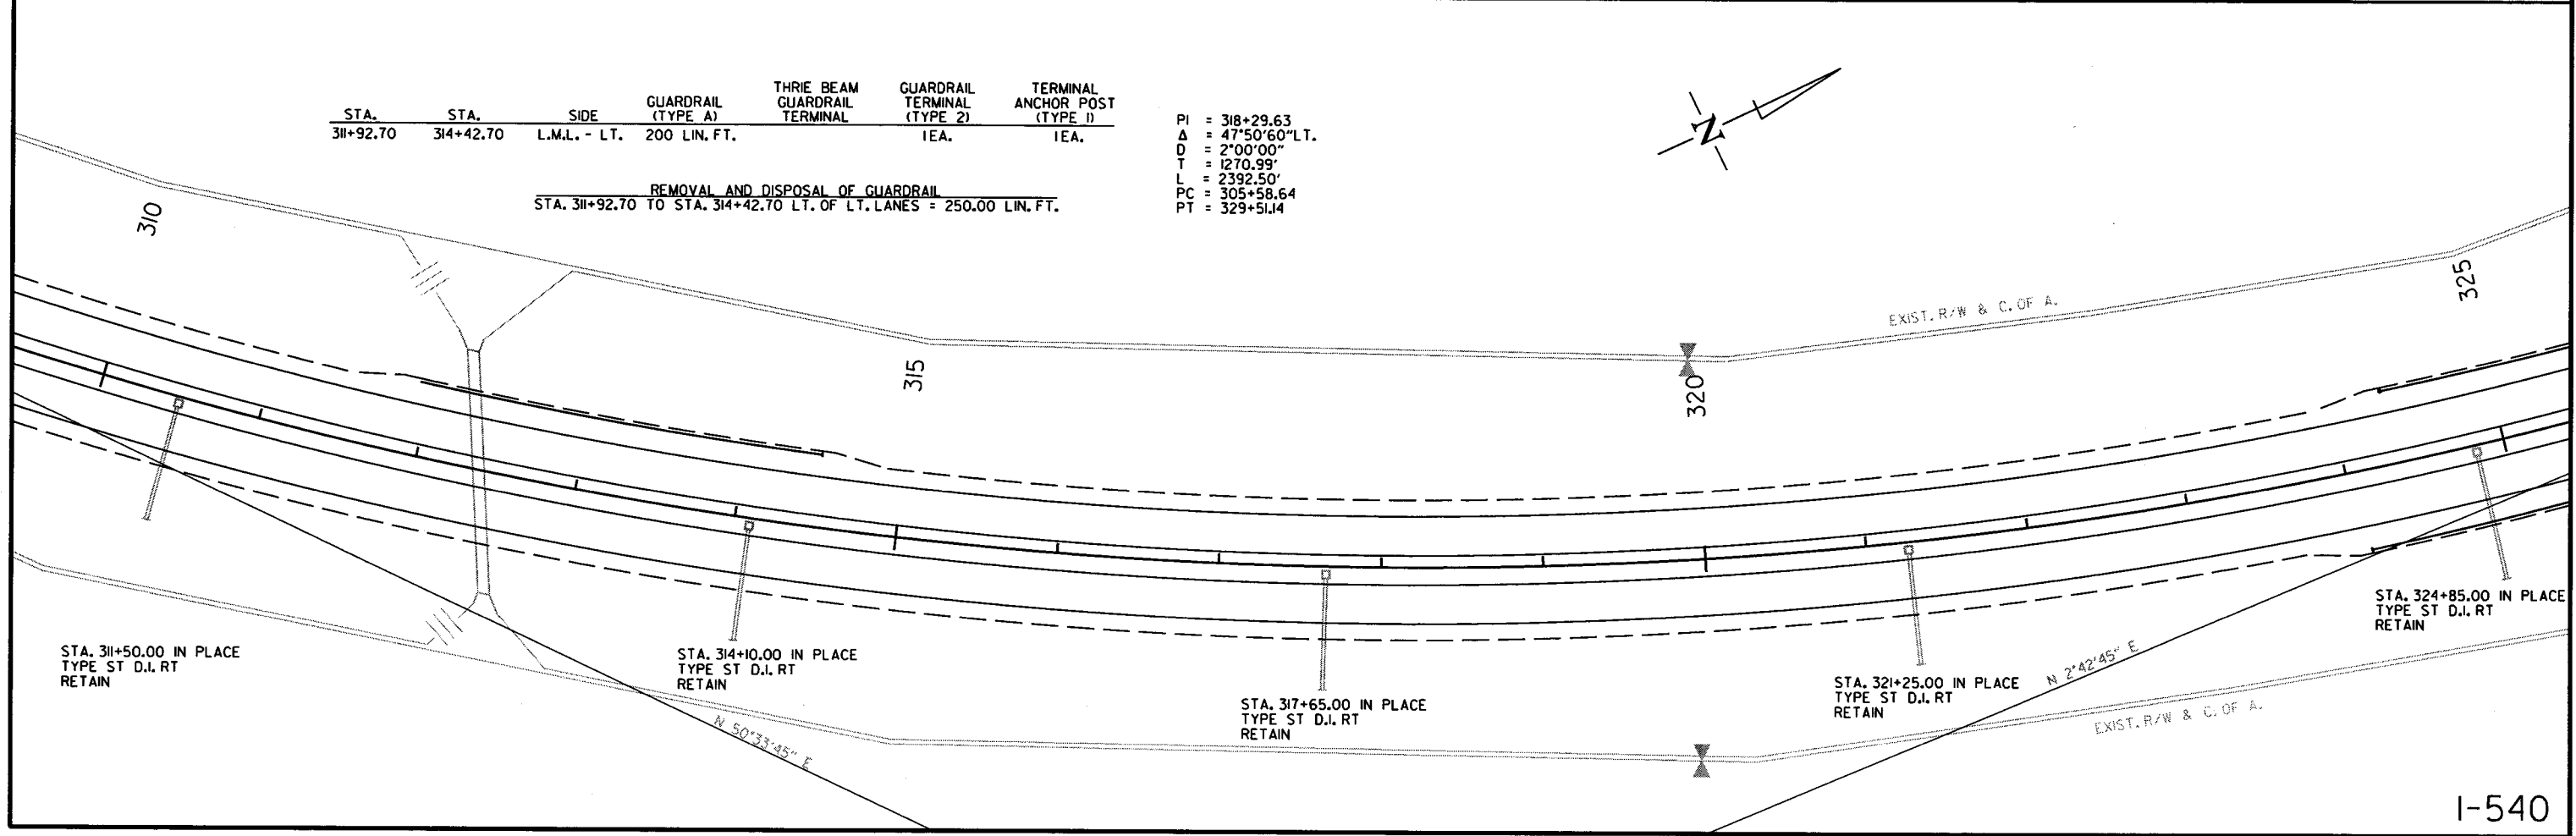 STA. STA. SIDE GUARDRAIL (TYPE A) THRIE BEAM GUARDRAIL TERMINAL GUARDRAIL TERMINAL (TYPE 2) TERMINAL ANCHOR POST (TYPE 1)
311+92.70 314+42.70 L.M.L. - LT. 200 LIN. FT. 1EA. 1EA.
REMOVAL AND DISPOSAL OF GUARDRAIL
STA. 311+92.70 TO STA. 314+42.70 LT. OF LT. LANES = 250.00 LIN. FT.
PI = 318+29.63
Δ = 47°50'60"LT.
D = 2°00'00"
T = 1270.99'
L = 2392.50'
PC = 305+58.64
PT = 329+51.14
N
310
315
320
325
EXIST. R/W & C. OF A.
STA. 311+50.00 IN PLACE
TYPE ST D.I. RT
RETAIN
STA. 314+10.00 IN PLACE
TYPE ST D.I. RT
RETAIN
STA. 317+65.00 IN PLACE
TYPE ST D.I. RT
RETAIN
STA. 321+25.00 IN PLACE
TYPE ST D.I. RT
RETAIN
STA. 324+85.00 IN PLACE
TYPE ST D.I. RT
RETAIN
N 50°33'45" E
N 2°42'45" E
EXIST. R/W & C. OF A.
I-540